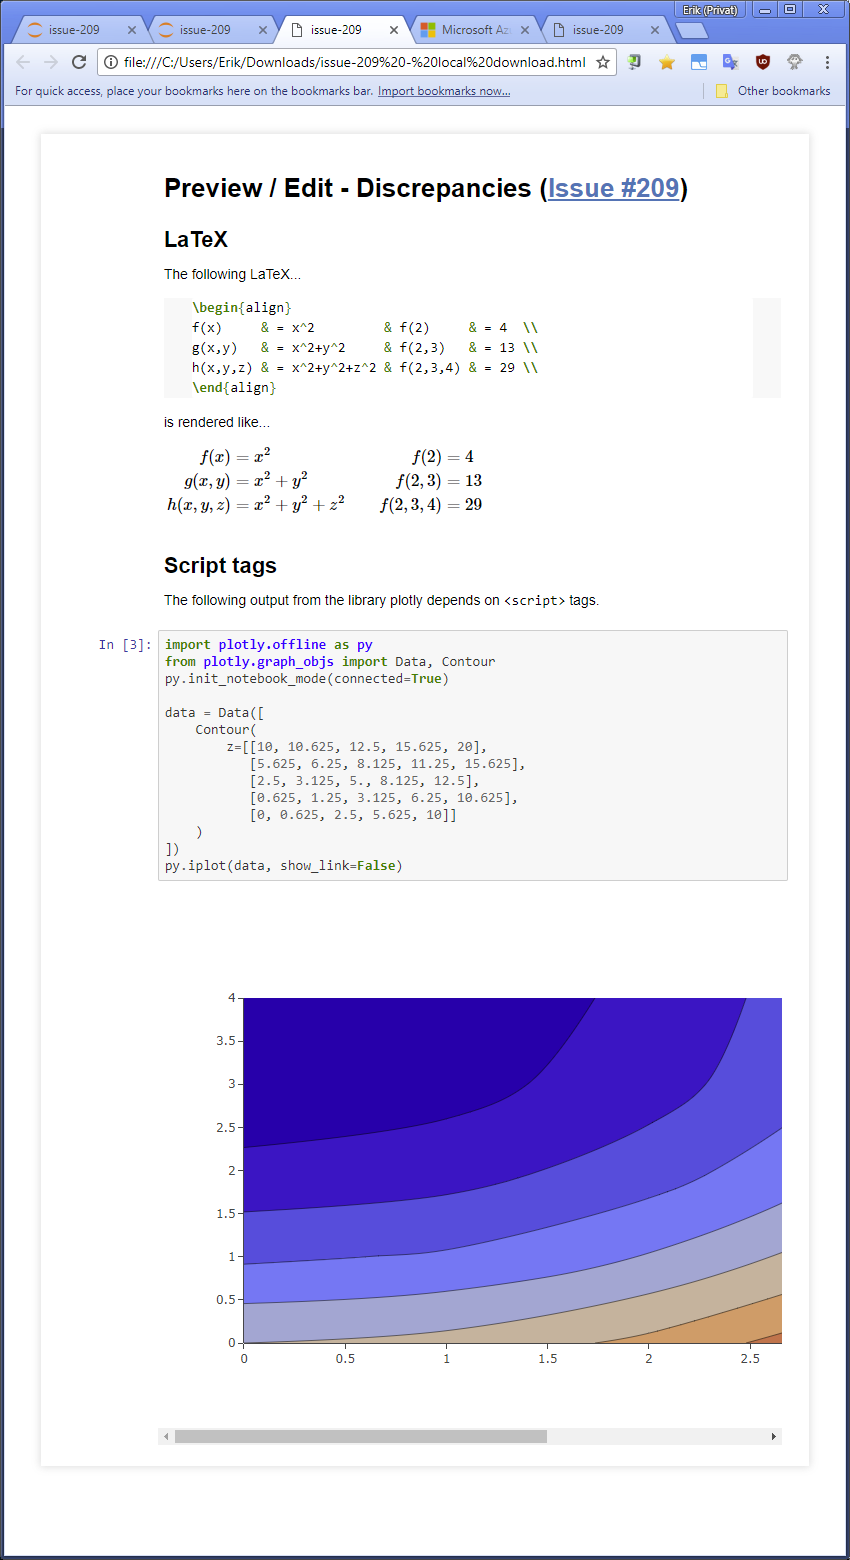 Erik (Privat)
issue-209
issue-209
issue-209
Microsoft Az
issue-209
file:///C:/Users/Erik/Downloads/issue-209%20-%20local%20download.html
For quick access, place your bookmarks here on the bookmarks bar. Import bookmarks now...
Other bookmarks
Preview / Edit - Discrepancies (Issue #209)
LaTeX
The following LaTeX...
\begin{align}
f(x)     & = x^2         & f(2)     & = 4  \\
g(x,y)   & = x^2+y^2     & f(2,3)   & = 13 \\
h(x,y,z) & = x^2+y^2+z^2 & f(2,3,4) & = 29 \\
\end{align}
is rendered like...
f(x) = x² f(2) = 4
g(x, y) = x² + y² f(2, 3) = 13
h(x, y, z) = x² + y² + z² f(2, 3, 4) = 29
Script tags
The following output from the library plotly depends on <script> tags.
In [3]:
import plotly.offline as py
from plotly.graph_objs import Data, Contour
py.init_notebook_mode(connected=True)
data = Data([
    Contour(
        z=[[10, 10.625, 12.5, 15.625, 20],
           [5.625, 6.25, 8.125, 11.25, 15.625],
           [2.5, 3.125, 5., 8.125, 12.5],
           [0.625, 1.25, 3.125, 6.25, 10.625],
           [0, 0.625, 2.5, 5.625, 10]]
    )
])
py.iplot(data, show_link=False)
4
3.5
3
2.5
2
1.5
1
0.5
0
0 0.5 1 1.5 2 2.5